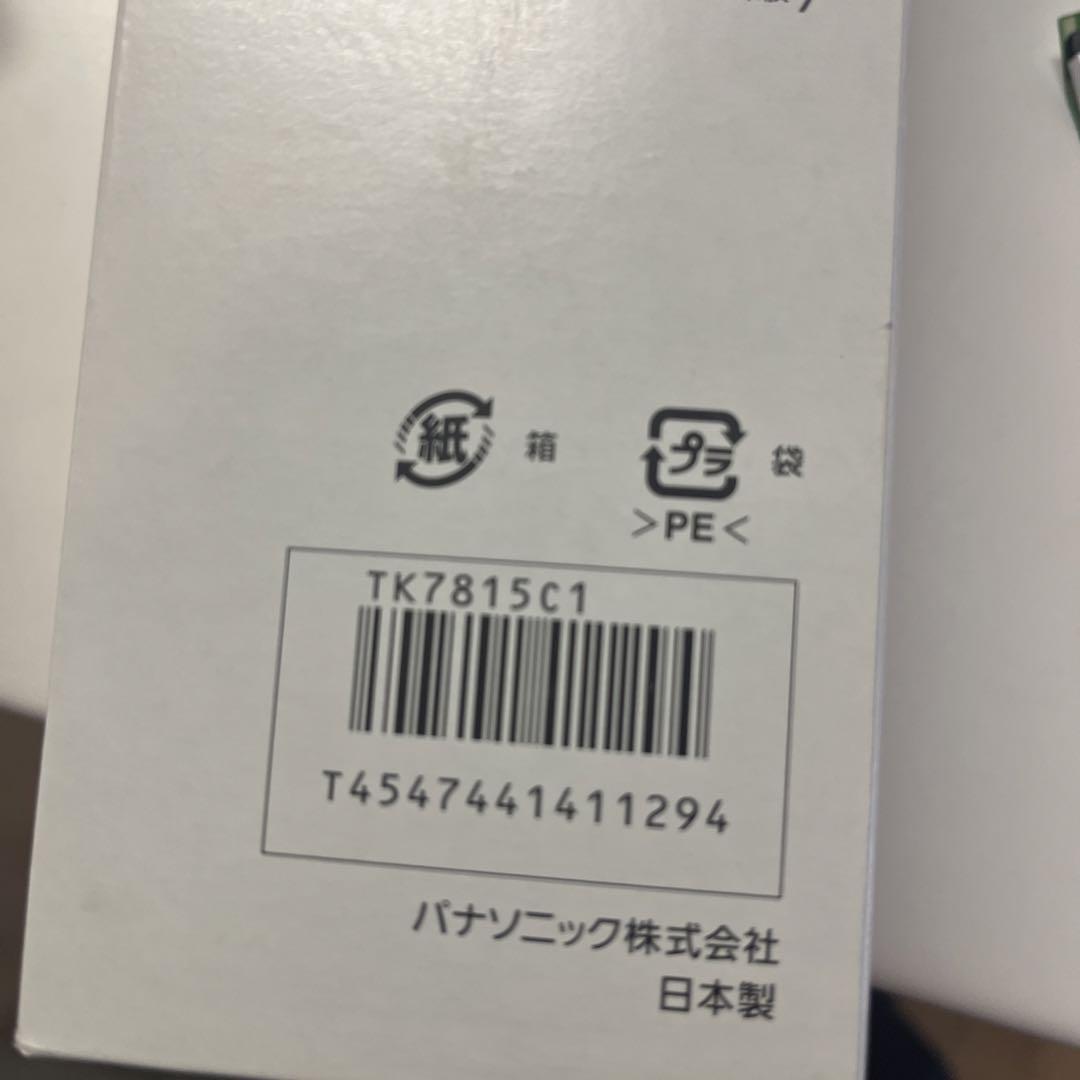 紙 箱 プラ 袋
>PE<
TK7815C1
T4547441411294
パナソニック株式会社
日本製